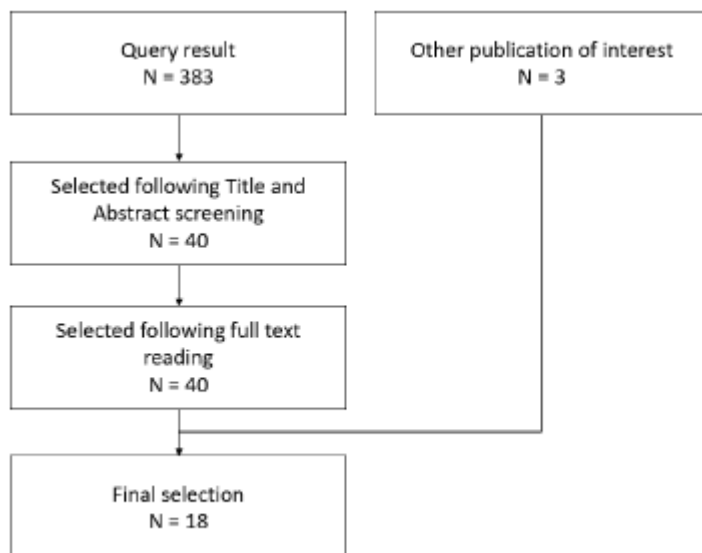 Query result
N = 383
Other publication of interest
N = 3
Selected following Title and
Abstract screening
N = 40
Selected following full text
reading
N = 40
Final selection
N = 18